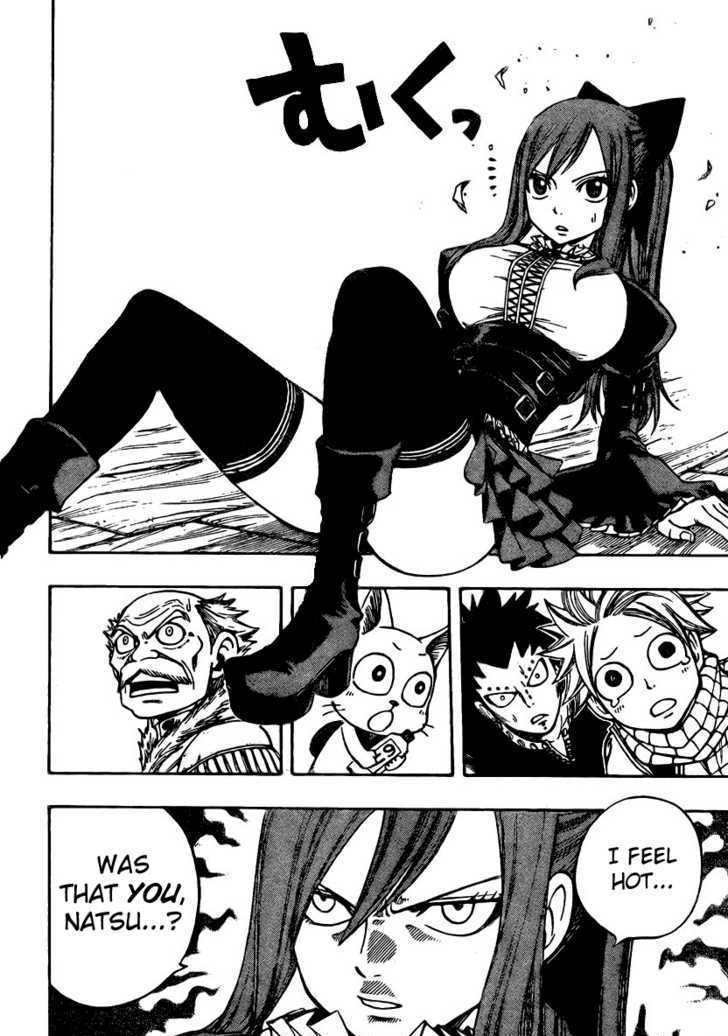 むくっ
I FEEL
HOT...
WAS
THAT YOU,
NATSU...?